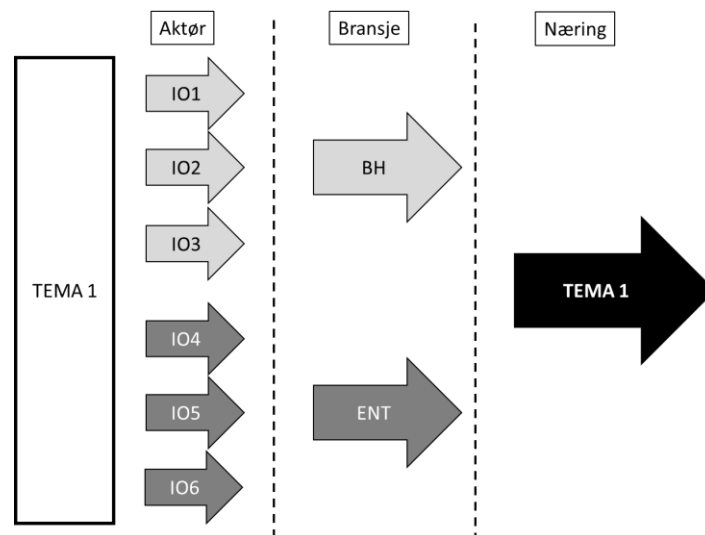 Aktør
Bransje
Næring
TEMA 1
IO1
IO2
IO3
IO4
IO5
IO6
BH
ENT
TEMA 1